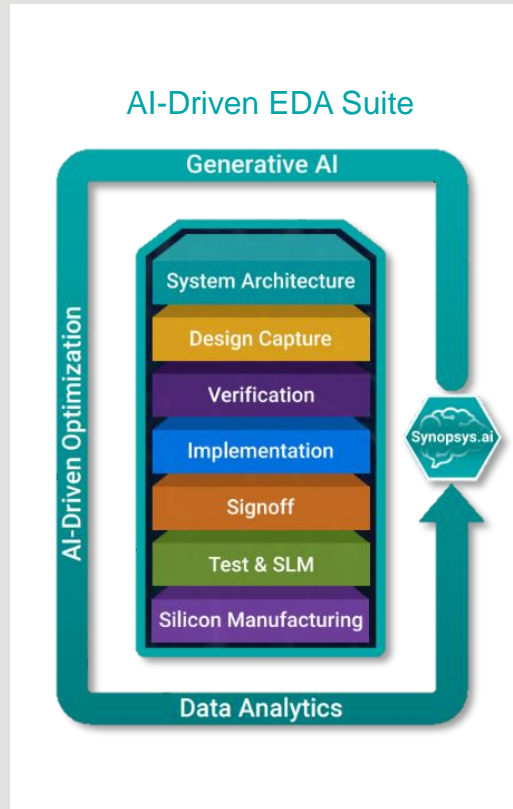 AI-Driven EDA Suite
Generative AI
AI-Driven Optimization
System Architecture
Design Capture
Verification
Implementation
Signoff
Test & SLM
Silicon Manufacturing
Synopsys.ai
Data Analytics